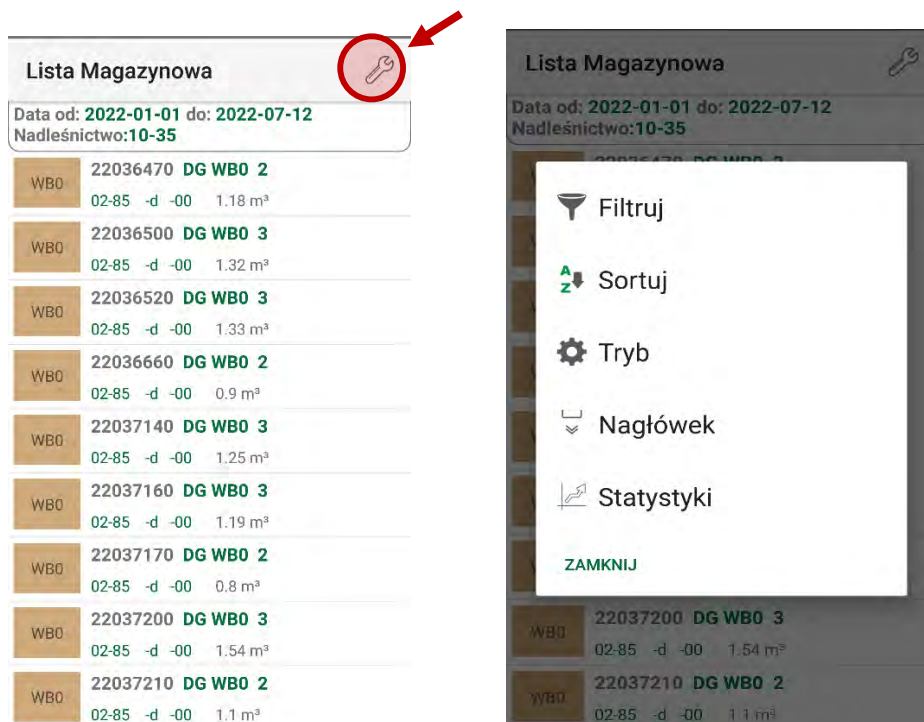 Lista Magazynowa
Data od: 2022-01-01 do: 2022-07-12
Nadleśnictwo:10-35
WB0 22036470 DG WB0 2
02-85 -d -00 1.18 m³
WB0 22036500 DG WB0 3
02-85 -d -00 1.32 m³
WB0 22036520 DG WB0 3
02-85 -d -00 1.33 m³
WB0 22036660 DG WB0 2
02-85 -d -00 0.9 m³
WB0 22037140 DG WB0 3
02-85 -d -00 1.25 m³
WB0 22037160 DG WB0 3
02-85 -d -00 1.19 m³
WB0 22037170 DG WB0 2
02-85 -d -00 0.8 m³
WB0 22037200 DG WB0 3
02-85 -d -00 1.54 m³
WB0 22037210 DG WB0 2
02-85 -d -00 1.1 m³
Lista Magazynowa
Data od: 2022-01-01 do: 2022-07-12
Nadleśnictwo:10-35
22036470 DG WB0 2
Filtruj
A Z Sortuj
Tryb
Nagłówek
Statystyki
ZAMKNIJ
WB0 22037200 DG WB0 3
02-85 -d -00 1.54 m³
WB0 22037210 DG WB0 2
02-85 -d -00 1.1 m³